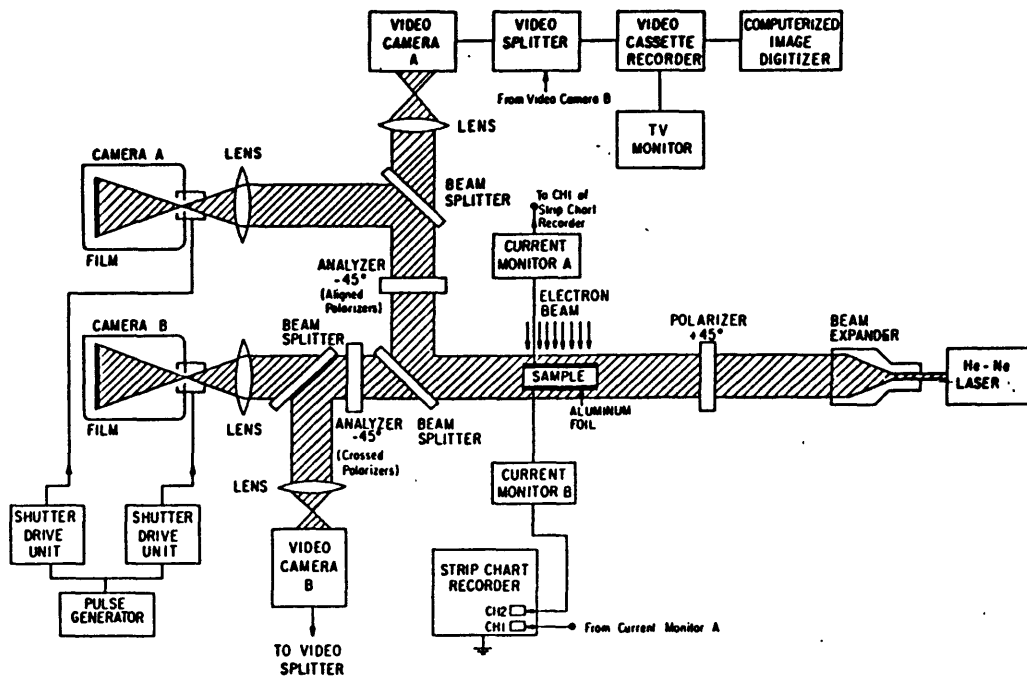 VIDEO
CAMERA
A
VIDEO
SPLITTER
VIDEO
CASSETTE
RECORDER
COMPUTERIZED
IMAGE
DIGITIZER
From Video Camera B
TV
MONITOR
LENS
CAMERA A
LENS
BEAM
SPLITTER
To CH1 of
Strip Chart
Recorder
CURRENT
MONITOR A
FILM
ANALYZER
-45°
(Aligned
Polarizers)
ELECTRON
BEAM
CAMERA B
BEAM
SPLITTER
POLARIZER
+45°
BEAM
EXPANDER
He-Ne
LASER
SAMPLE
ALUMINUM
FOIL
FILM
LENS
ANALYZER
-45°
(Crossed
Polarizers)
BEAM
SPLITTER
LENS
CURRENT
MONITOR B
SHUTTER
DRIVE
UNIT
SHUTTER
DRIVE
UNIT
VIDEO
CAMERA
B
STRIP CHART
RECORDER
CH2
CH1
From Current Monitor A
PULSE
GENERATOR
TO VIDEO
SPLITTER